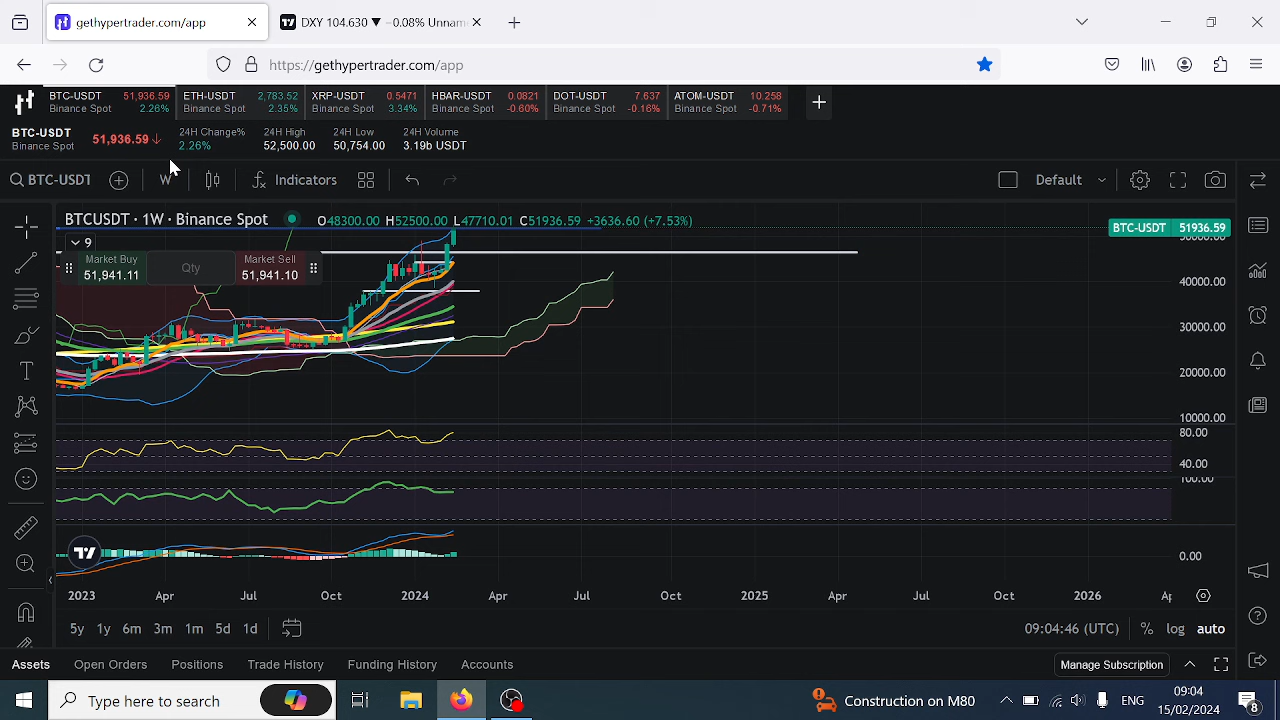 gethypertrader.com/app
DXY 104.630 ▼ −0.08% Unnam
https://gethypertrader.com/app
BTC-USDT 51,936.59
Binance Spot 2.26%
ETH-USDT 2,783.52
Binance Spot 2.35%
XRP-USDT 0.5471
Binance Spot 3.34%
HBAR-USDT 0.0821
Binance Spot -0.60%
DOT-USDT 7.637
Binance Spot -0.16%
ATOM-USDT 10.258
Binance Spot -0.71%
BTC-USDT
Binance Spot
51,936.59↓
24H Change%
2.26%
24H High
52,500.00
24H Low
50,754.00
24H Volume
3.19b USDT
BTC-USDT
W
Indicators
Default
BTCUSDT · 1W · Binance Spot O48300.00 H52500.00 L47710.01 C51936.59 +3636.60 (+7.53%)
9
Market Buy
51,941.11
Qty
Market Sell
51,941.10
BTC-USDT 51936.59
40000.00
30000.00
20000.00
10000.00
80.00
40.00
100.00
0.00
2023 Apr Jul Oct 2024 Apr Jul Oct 2025 Apr Jul Oct 2026
5y 1y 6m 3m 1m 5d 1d
09:04:46 (UTC) % log auto
Assets Open Orders Positions Trade History Funding History Accounts
Manage Subscription
Type here to search
Construction on M80
ENG
09:04
15/02/2024
3